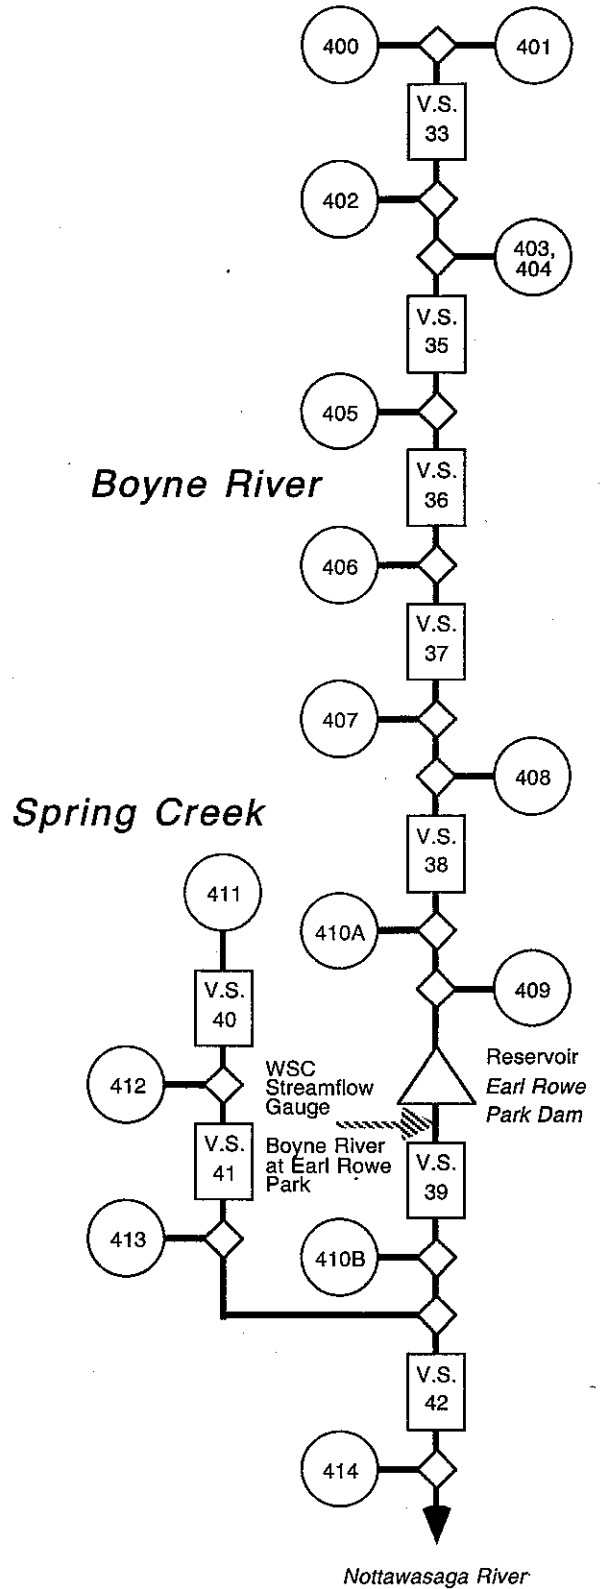 400
401
V.S.
33
402
403,
404
V.S.
35
405
Boyne River
V.S.
36
406
V.S.
37
407
408
Spring Creek
V.S.
38
411
410A
V.S.
40
409
412
WSC
Streamflow
Gauge
Reservoir
Earl Rowe
Park Dam
V.S.
41
Boyne River
at Earl Rowe
Park
V.S.
39
413
410B
V.S.
42
414
Nottawasaga River